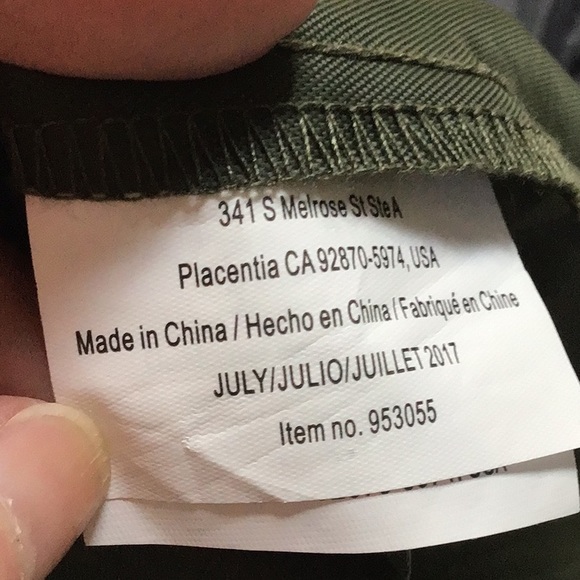 341 S Melrose St Ste A
Placentia CA 92870-5974, USA
Made in China / Hecho en China / Fabriqué en Chine
JULY/JULIO/JUILLET 2017
Item no. 953055